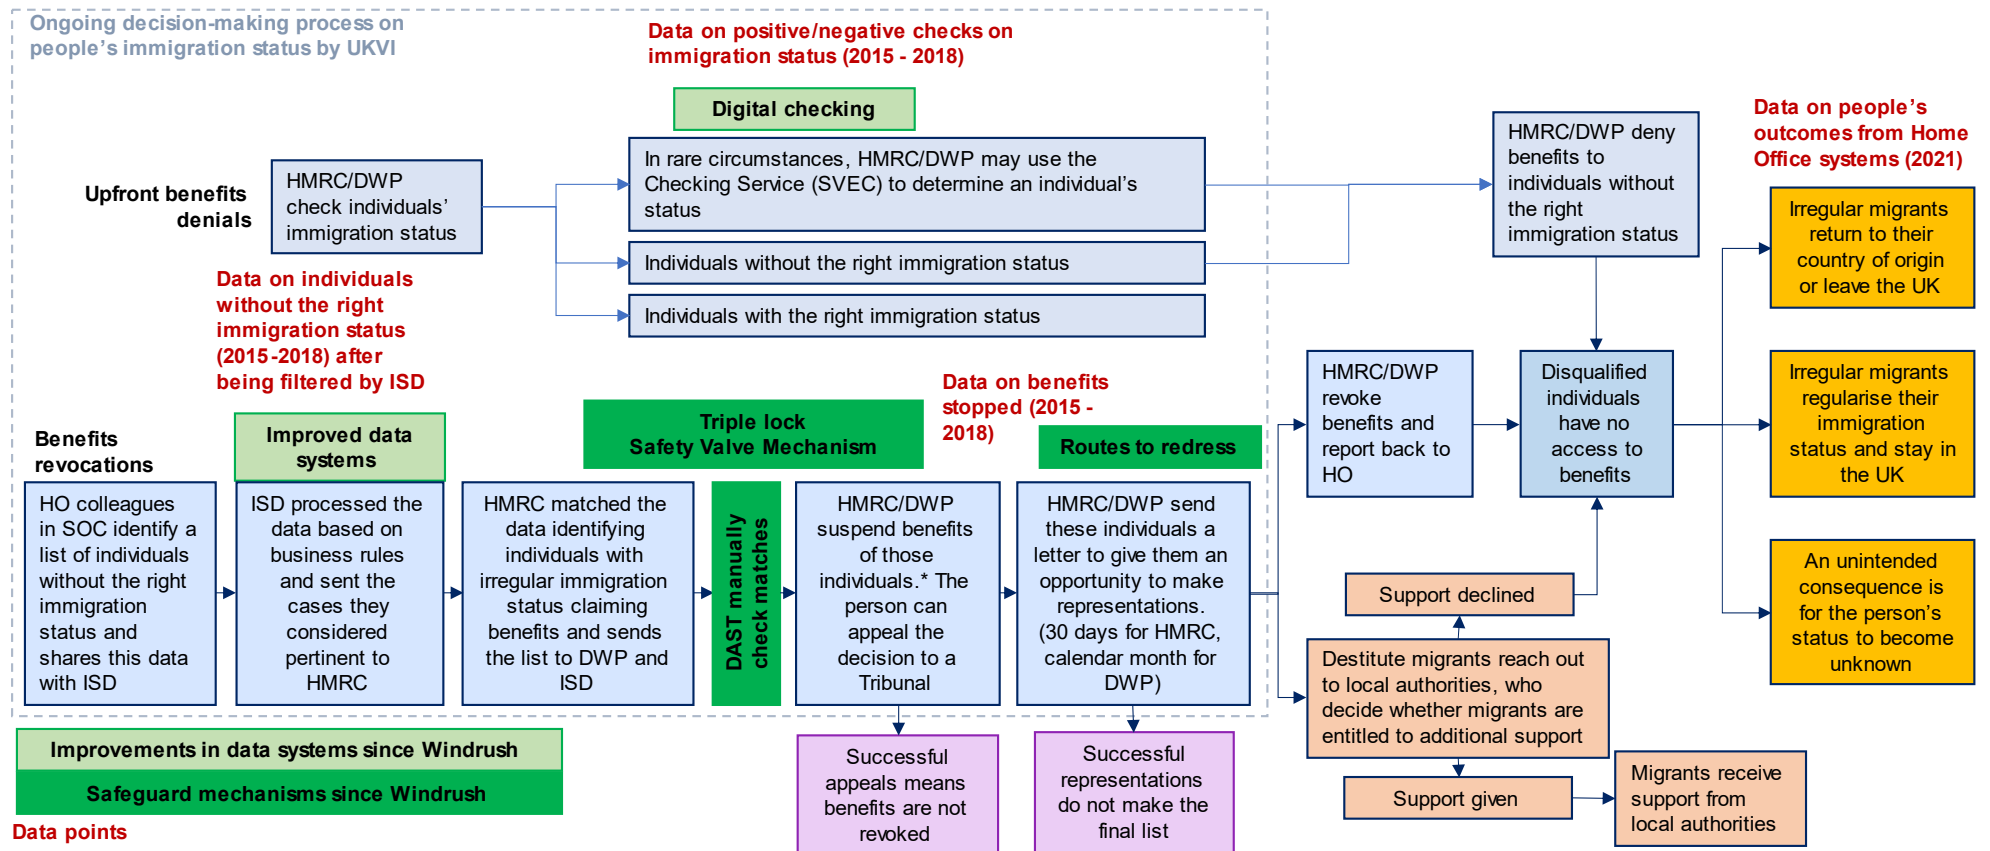 Ongoing decision-making process on
people's immigration status by UKVI
Data on positive/negative checks on
immigration status (2015 - 2018)
Digital checking
Upfront benefits
denials
HMRC/DWP
check individuals'
immigration status
In rare circumstances, HMRC/DWP may use the
Checking Service (SVEC) to determine an individual's
status
Individuals without the right immigration status
Individuals with the right immigration status
HMRC/DWP deny
benefits to
individuals without
the right
immigration status
Data on people's
outcomes from Home
Office systems (2021)
Irregular migrants
return to their
country of origin
or leave the UK
Data on individuals
without the right
immigration status
(2015-2018) after
being filtered by ISD
Benefits
revocations
Improved data
systems
Triple lock
Safety Valve Mechanism
Data on benefits
stopped (2015 -
2018)
Routes to redress
HMRC/DWP
revoke
benefits and
report back to
HO
Disqualified
individuals
have no
access to
benefits
Irregular migrants
regularise their
immigration
status and stay in
the UK
HO colleagues
in SOC identify a
list of individuals
without the right
immigration
status and
shares this data
with ISD
ISD processed the
data based on
business rules
and sent the
cases they
considered
pertinent to
HMRC
HMRC matched the
data identifying
individuals with
irregular immigration
status claiming
benefits and sends
the list to DWP and
ISD
DAST manually
check matches
HMRC/DWP
suspend benefits
of those
individuals.* The
person can
appeal the
decision to a
Tribunal
HMRC/DWP send
these individuals a
letter to give them an
opportunity to make
representations.
(30 days for HMRC,
calendar month for
DWP)
Support declined
Destitute migrants reach out
to local authorities, who
decide whether migrants are
entitled to additional support
Support given
Migrants receive
support from
local authorities
An unintended
consequence is
for the person's
status to become
unknown
Successful
appeals means
benefits are not
revoked
Successful
representations
do not make the
final list
Improvements in data systems since Windrush
Safeguard mechanisms since Windrush
Data points